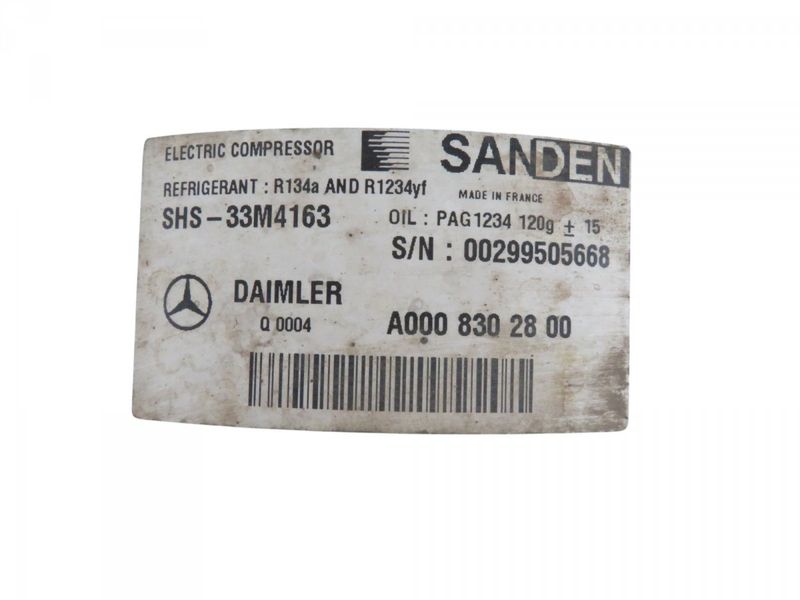 ELECTRIC COMPRESSOR
SANDEN
REFRIGERANT : R134a AND R1234yf
MADE IN FRANCE
SHS-33M4163
OIL : PAG1234 120g ± 15
S/N : 00299505668
DAIMLER
Q 0004
A000 830 28 00